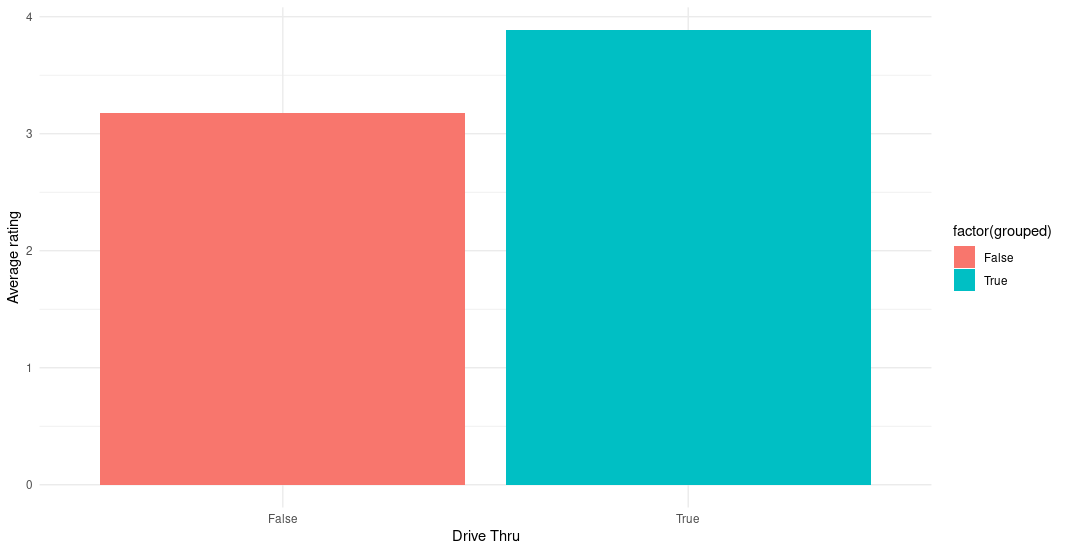 4
3
2
1
0
Average rating
False
True
Drive Thru
factor(grouped)
False
True